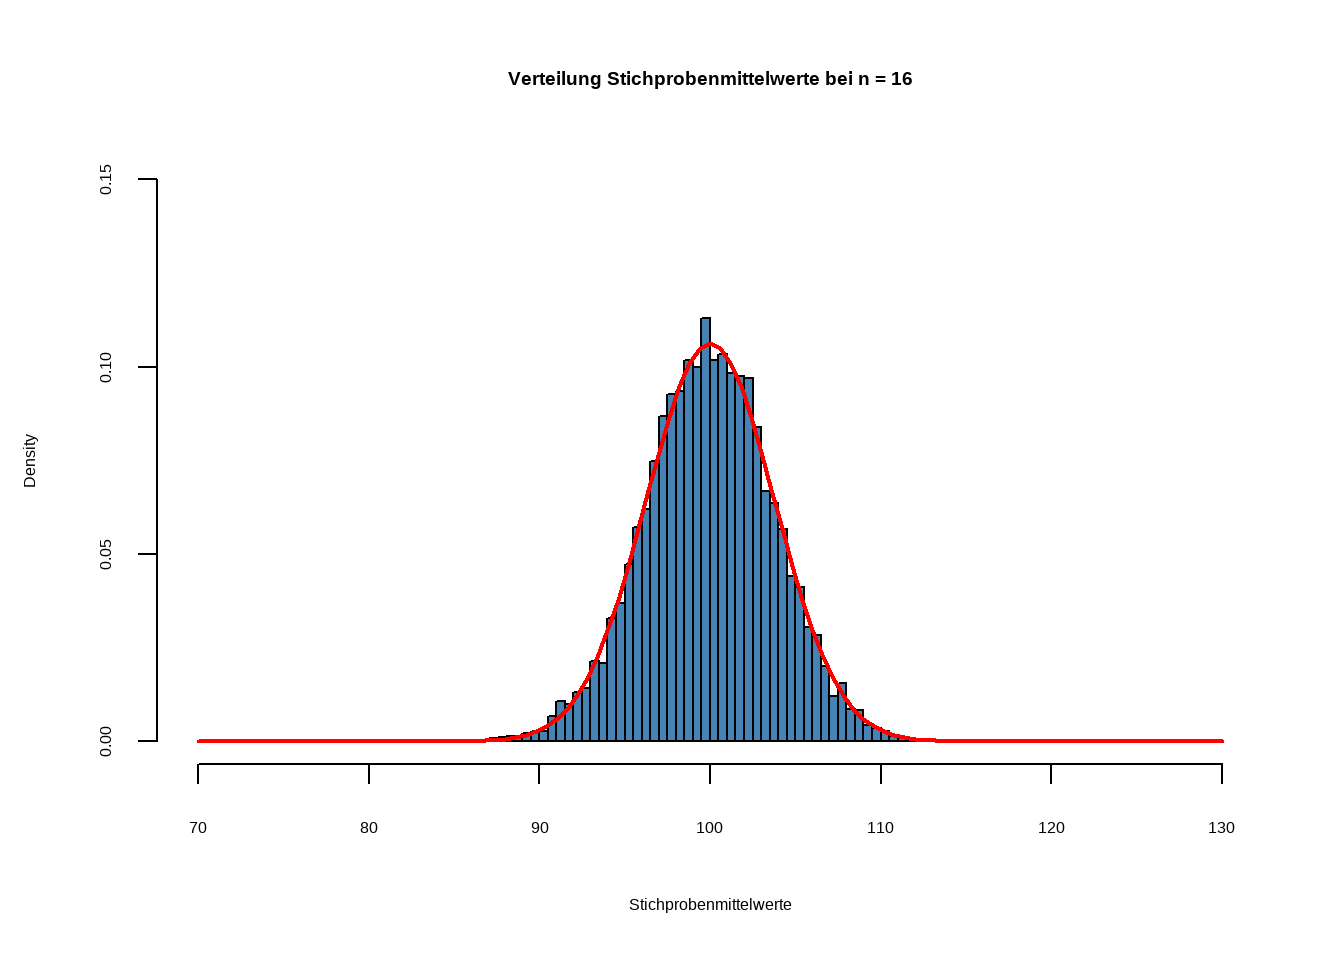 Verteilung Stichprobenmittelwerte bei n = 16
0.15
0.10
0.05
0.00
Density
70 80 90 100 110 120 130
Stichprobenmittelwerte